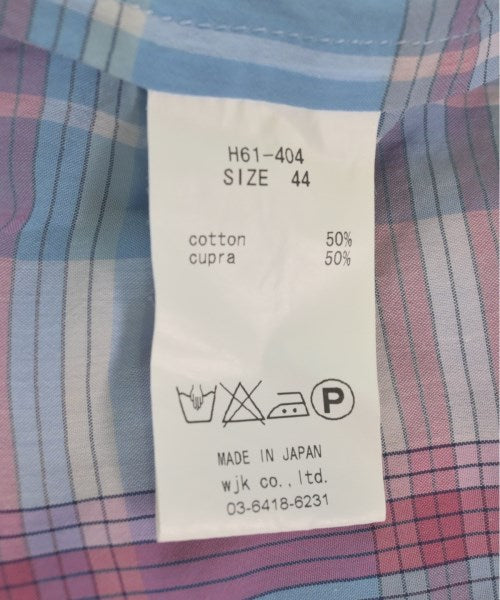 H61-404
SIZE 44
cotton 50%
cupra 50%
P
MADE IN JAPAN
wjk co.,ltd.
03-6418-6231